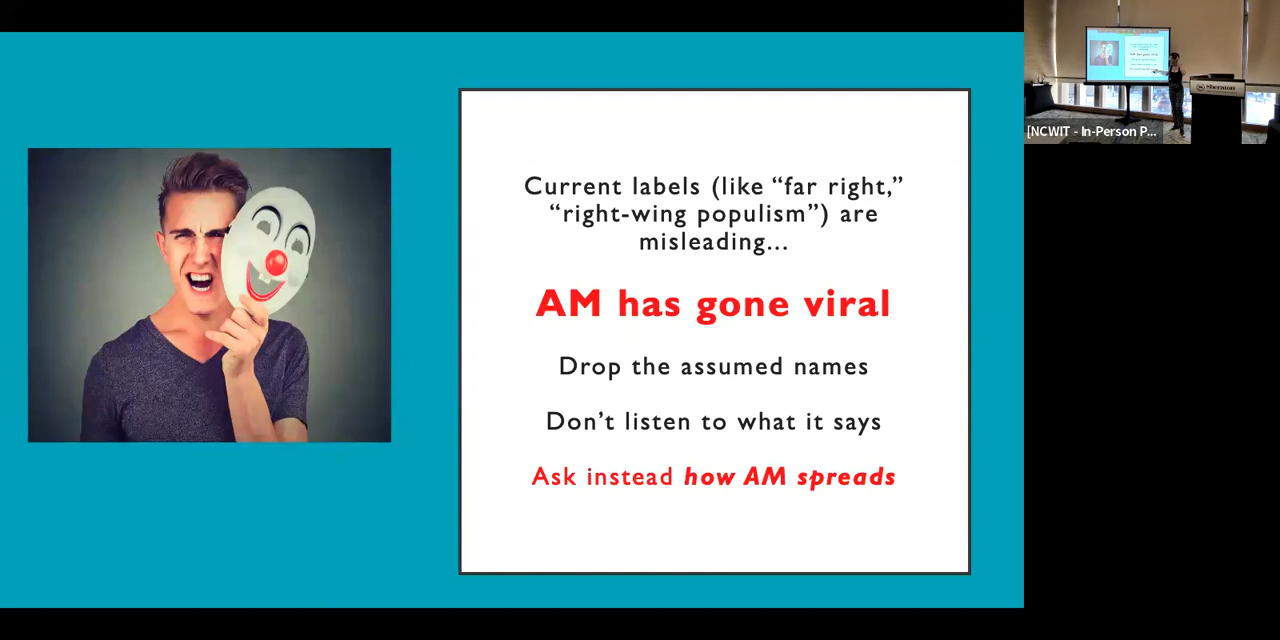 Current labels (like “far right,”
“right-wing populism”) are
misleading...
AM has gone viral
Drop the assumed names
Don’t listen to what it says
Ask instead how AM spreads
Sheraton
[NCWIT - In-Person P...